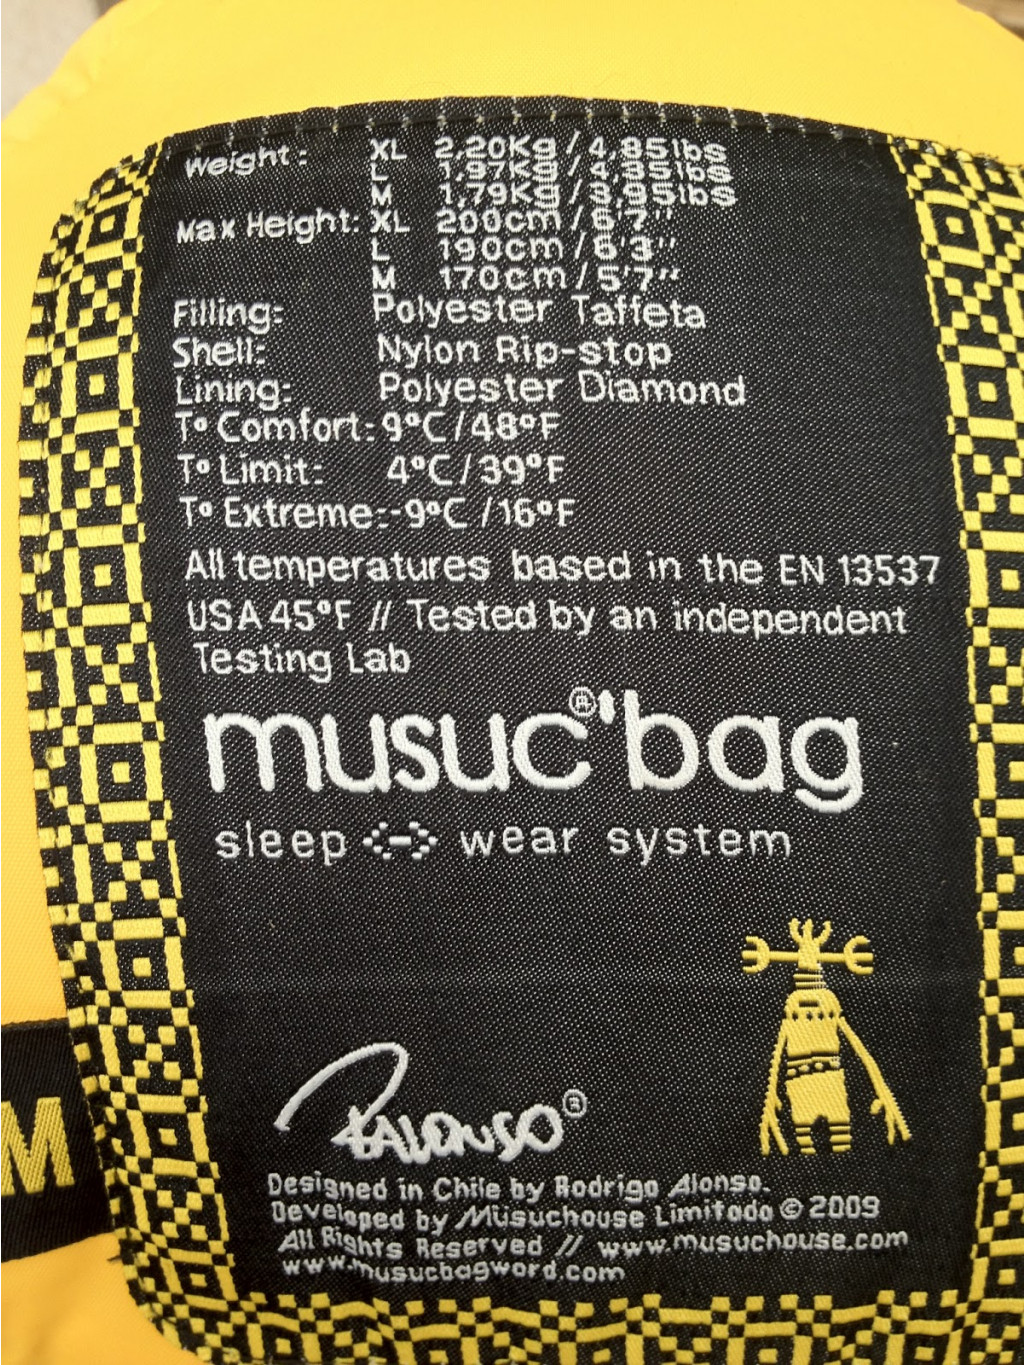 Weight: XL 2,20Kg / 4,85lbs
L 1,97Kg / 4,35lbs
M 1,79Kg / 3,95lbs
Max Height: XL 200cm / 6'7"
L 190cm / 6'3"
M 170cm / 5'7"
Filling: Polyester Taffeta
Shell: Nylon Rip-stop
Lining: Polyester Diamond
Tº Comfort: 9ºC / 48ºF
Tº Limit: 4ºC / 39ºF
Tº Extreme: -9ºC / 16ºF
All temperatures based in the EN 13537
USA 45ºF // Tested by an independent
Testing Lab
musuc®'bag
sleep <-> wear system
RALONSO®
Designed in Chile by Rodrigo Alonso.
Developed by Musuchouse Limitada © 2009
All Rights Reserved // www.musuchouse.com
www.musucbagword.com
M